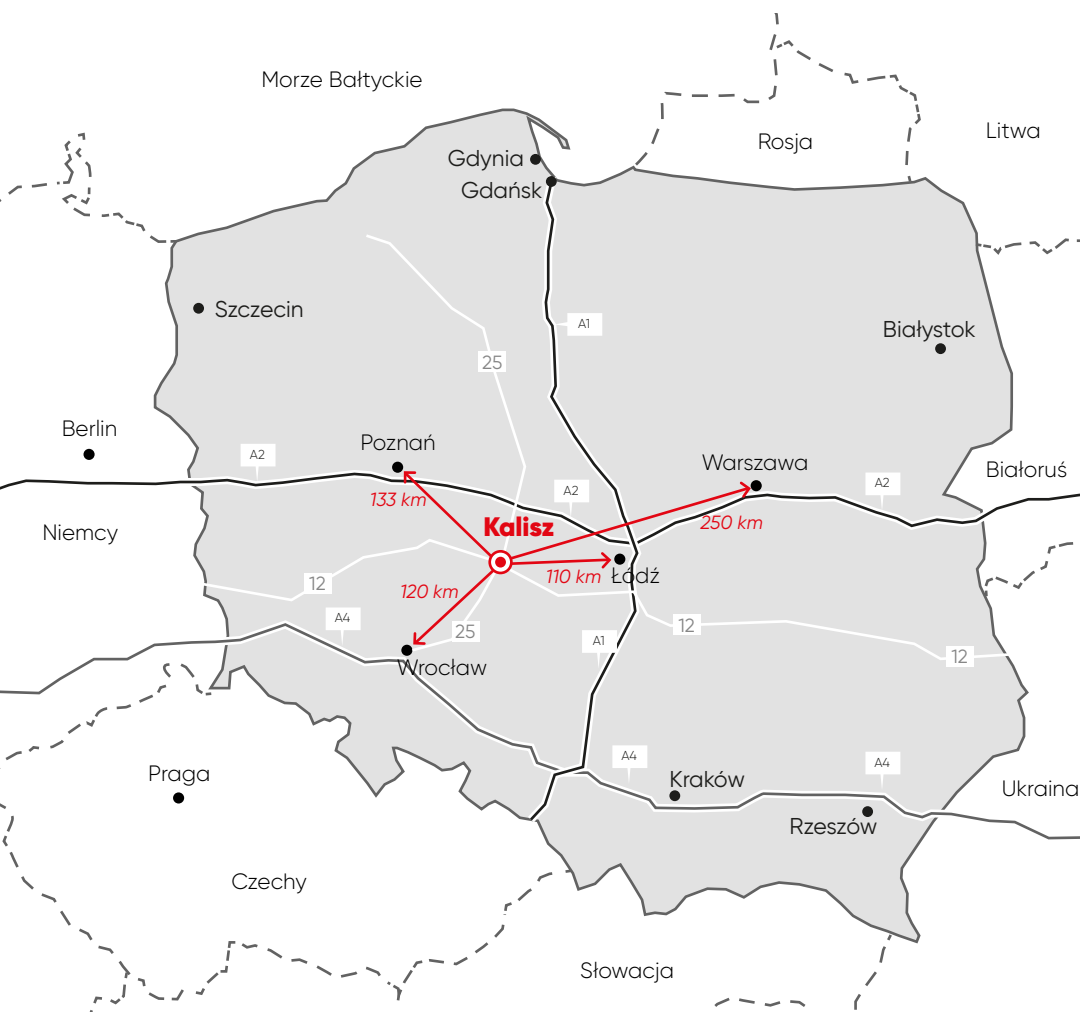 Morze Bałtyckie
Litwa
Rosja
Gdynia
Gdańsk
Szczecin
A1
Białystok
25
Berlin
Poznań
A2
Warszawa
Białoruś
A2
A2
133 km
Kalisz
250 km
Niemcy
110 km
Łódź
12
120 km
A4
25
12
A1
12
Wrocław
A4
A4
Praga
Kraków
Ukraina
Rzeszów
Czechy
Słowacja